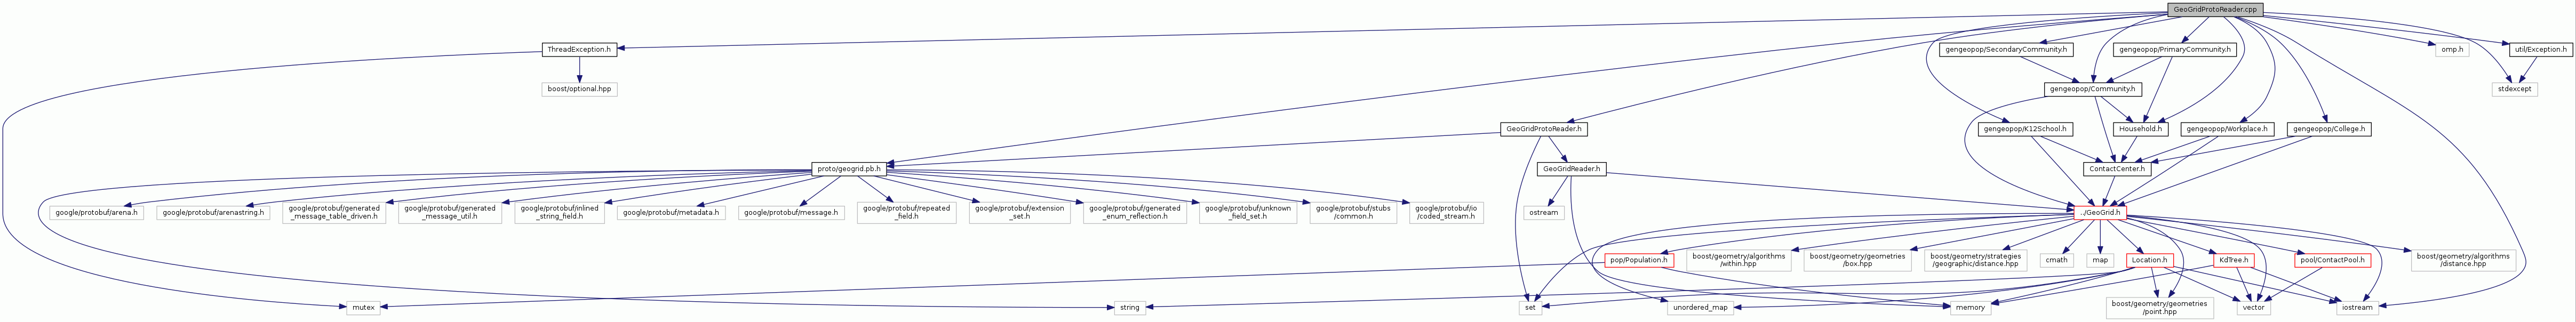 GeoGridProtoReader.cpp
ThreadException.h
gengeopop/SecondaryCommunity.h
gengeopop/PrimaryCommunity.h
omp.h
util/Exception.h
boost/optional.hpp
gengeopop/Community.h
stdexcept
GeoGridProtoReader.h
gengeopop/K12School.h
Household.h
gengeopop/Workplace.h
gengeopop/College.h
proto/geogrid.pb.h
GeoGridReader.h
ContactCenter.h
google/protobuf/arena.h
google/protobuf/arenastring.h
google/protobuf/generated
_message_table_driven.h
google/protobuf/generated
_message_util.h
google/protobuf/inlined
_string_field.h
google/protobuf/metadata.h
google/protobuf/message.h
google/protobuf/repeated
_field.h
google/protobuf/extension
_set.h
google/protobuf/generated
_enum_reflection.h
google/protobuf/unknown
_field_set.h
google/protobuf/stubs
/common.h
google/protobuf/io
/coded_stream.h
ostream
../GeoGrid.h
pop/Population.h
boost/geometry/algorithms
/within.hpp
boost/geometry/geometries
/box.hpp
boost/geometry/strategies
/geographic/distance.hpp
cmath
map
Location.h
KdTree.h
pool/ContactPool.h
boost/geometry/algorithms
/distance.hpp
mutex
string
set
unordered_map
memory
boost/geometry/geometries
/point.hpp
vector
iostream